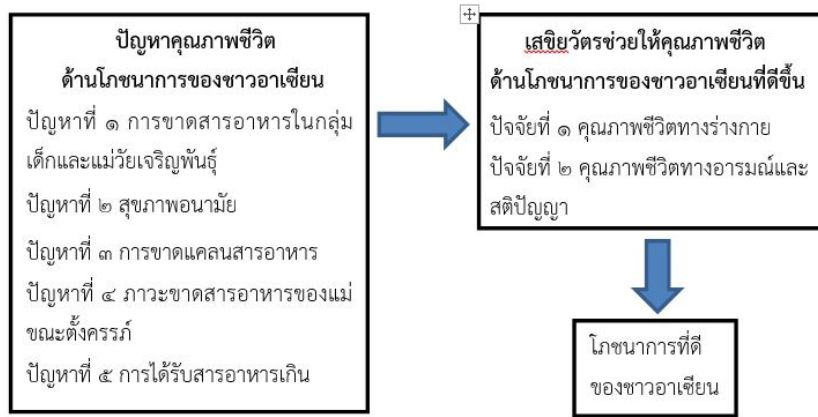 ปัญหาคุณภาพชีวิต
ด้านโภชนาการของชาวอาเซียน
ปัญหาที่ ๑ การขาดสารอาหารในกลุ่ม
เด็กและแม่วัยเจริญพันธุ์
ปัญหาที่ ๒ สุขภาพอนามัย
ปัญหาที่ ๓ การขาดแคลนสารอาหาร
ปัญหาที่ ๔ ภาวะขาดสารอาหารของแม่
ขณะตั้งครรภ์
ปัญหาที่ ๕ การได้รับสารอาหารเกิน
เสขิยวัตรช่วยให้คุณภาพชีวิต
ด้านโภชนาการของชาวอาเซียนที่ดีขึ้น
ปัจจัยที่ ๑ คุณภาพชีวิตทางร่างกาย
ปัจจัยที่ ๒ คุณภาพชีวิตทางอารมณ์และ
สติปัญญา
โภชนาการที่ดี
ของชาวอาเซียน